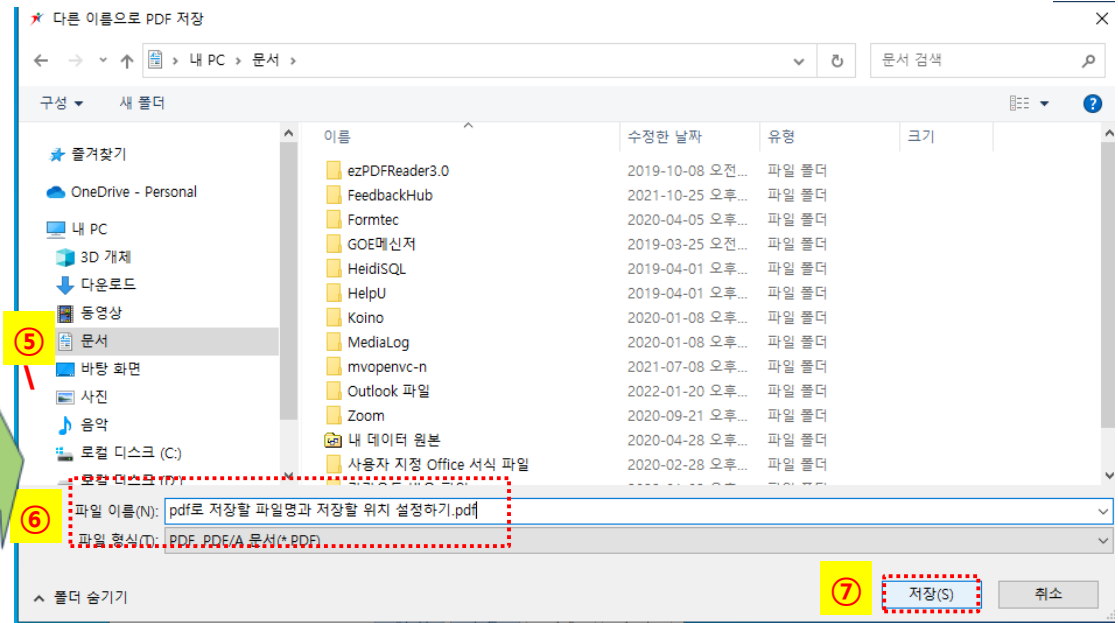 다른 이름으로 PDF 저장
내 PC › 문서 ›
문서 검색
구성 새 폴더
이름 수정한 날짜 유형 크기
즐겨찾기
OneDrive - Personal
내 PC
3D 개체
다운로드
동영상
⑤ 문서
바탕 화면
사진
음악
로컬 디스크 (C:)
로컬 디스크 (D:)
ezPDFReader3.0 2019-10-08 오전... 파일 폴더
FeedbackHub 2021-10-25 오후... 파일 폴더
Formtec 2020-04-05 오후... 파일 폴더
GOE메신저 2019-03-25 오전... 파일 폴더
HeidiSQL 2019-04-01 오후... 파일 폴더
HelpU 2019-04-01 오후... 파일 폴더
Koino 2020-01-08 오후... 파일 폴더
MediaLog 2020-01-08 오후... 파일 폴더
mvopenvc-n 2021-07-08 오후... 파일 폴더
Outlook 파일 2022-01-20 오후... 파일 폴더
Zoom 2020-09-21 오후... 파일 폴더
내 데이터 원본 2020-04-28 오후... 파일 폴더
사용자 지정 Office 서식 파일 2020-02-28 오후... 파일 폴더
⑥ 파일 이름(N): pdf로 저장할 파일명과 저장할 위치 설정하기.pdf
파일 형식(T): PDF, PDF/A 문서(*.PDF)
폴더 숨기기 ⑦ 저장(S) 취소